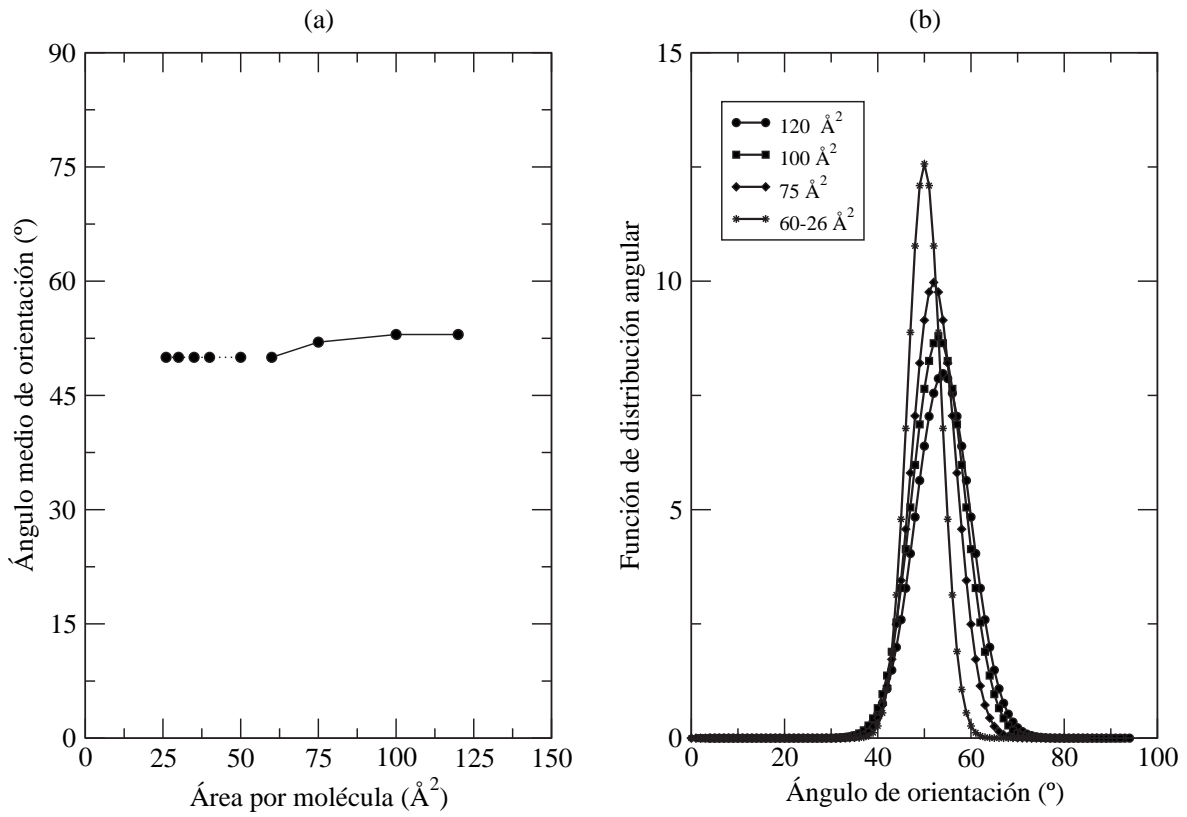 (a)
90
75
60
45
30
15
0
0 25 50 75 100 125 150
Ángulo medio de orientación (º)
Área por molécula (Å²)
(b)
15
10
5
0
0 20 40 60 80 100
Función de distribución angular
Ángulo de orientación (º)
120 Å²
100 Å²
75 Å²
60-26 Å²